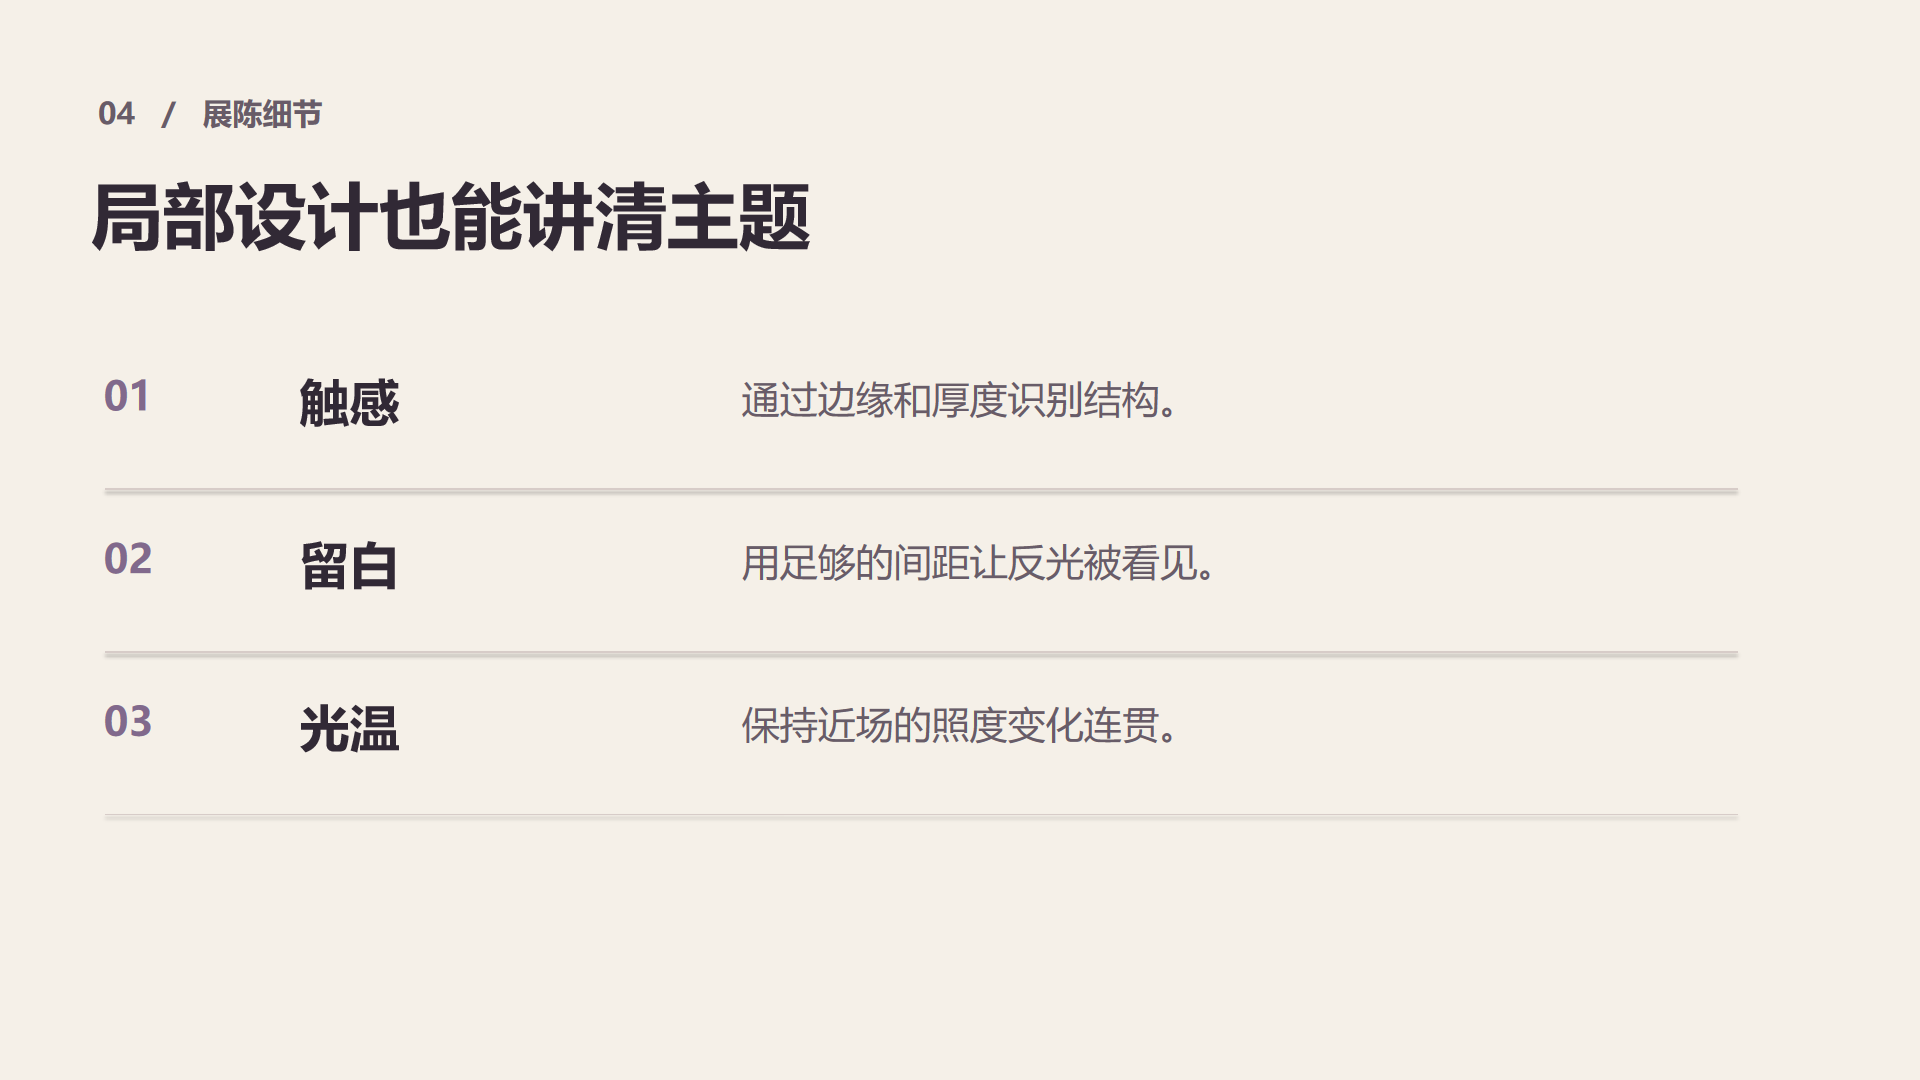 04 / 展陈细节
局部设计也能讲清主题
01 触感 通过边缘和厚度识别结构。
02 留白 用足够的间距让反光被看见。
03 光温 保持近场的照度变化连贯。